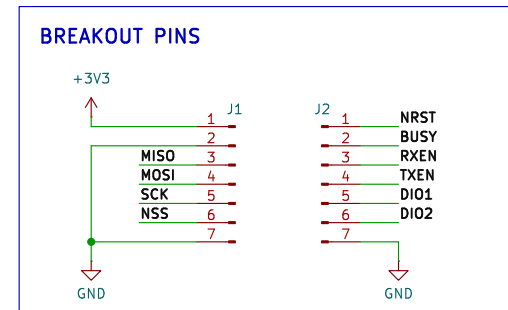 BREAKOUT PINS
+3V3
J1
1
2
MISO 3
MOSI 4
SCK 5
NSS 6
7
GND
J2
1 NRST
2 BUSY
3 RXEN
4 TXEN
5 DIO1
6 DIO2
7
GND